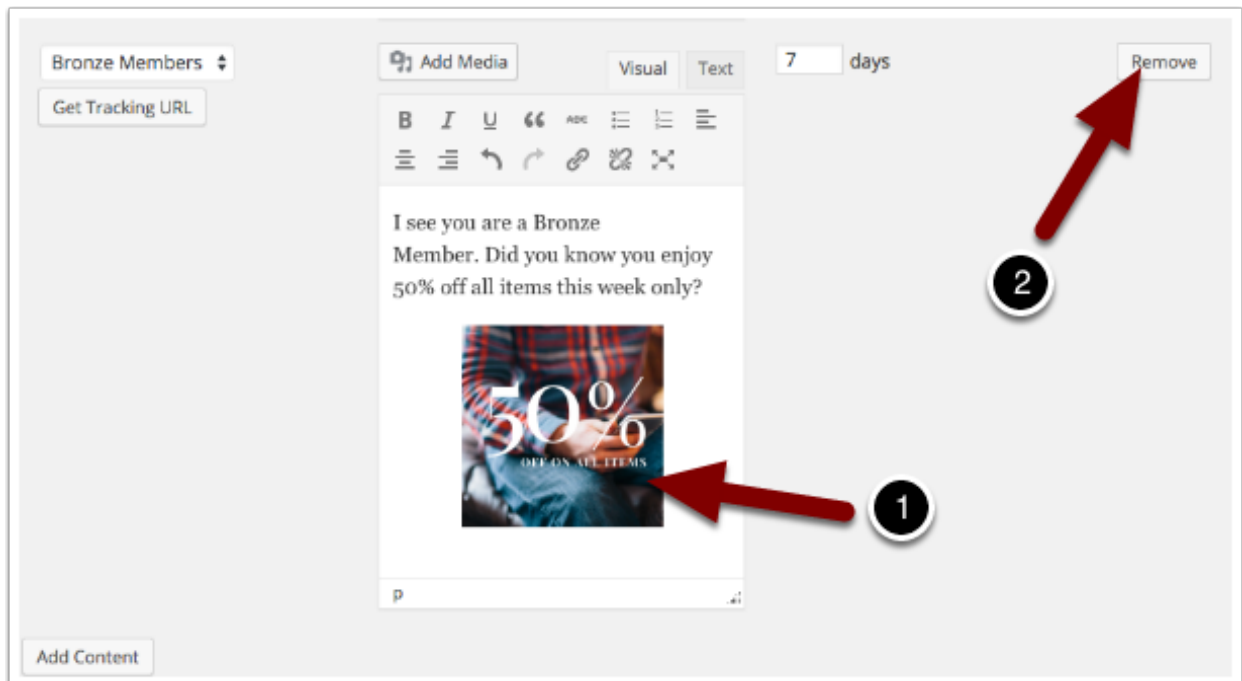 Bronze Members
Add Media
Visual
Text
7 days
Remove
Get Tracking URL
B I U ABC
I see you are a Bronze
Member. Did you know you enjoy
50% off all items this week only?
50%
OFF ON ALL ITEMS
2
1
p
Add Content